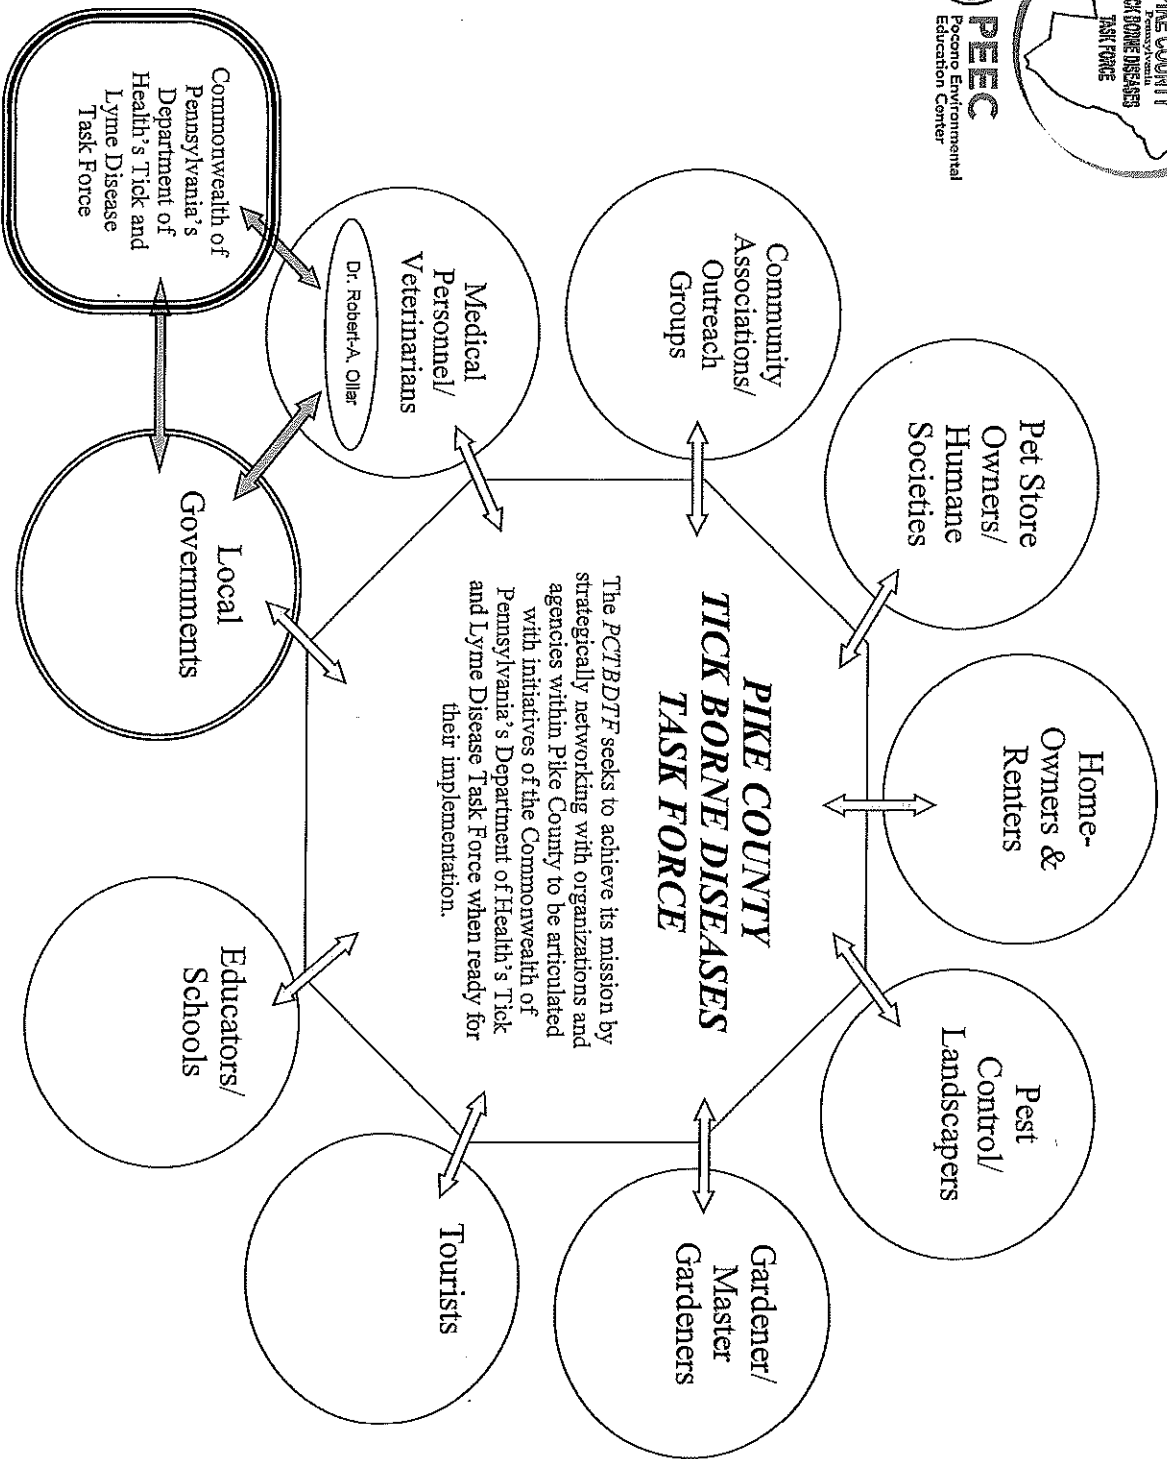 Pennsylvania
TASK FORCE
PEEC
Pocono Environmental
Education Center
Home-
Owners &
Renters
Pet Store
Owners/
Humane
Societies
Pest
Control/
Landscapers
Community
Associations/
Outreach
Groups
PIKE COUNTY
TICK BORNE DISEASES
TASK FORCE
The PCTBDTF seeks to achieve its mission by
strategically networking with organizations and
agencies within Pike County to be articulated
with initiatives of the Commonwealth of
Pennsylvania's Department of Health's Tick
and Lyme Disease Task Force when ready for
their implementation.
Gardener/
Master
Gardeners
Medical
Personnel/
Veterinarians
Dr. Robert-A. Ollar
Tourists
Local
Governments
Educators/
Schools
Commonwealth of
Pennsylvania's
Department of
Health's Tick and
Lyme Disease
Task Force